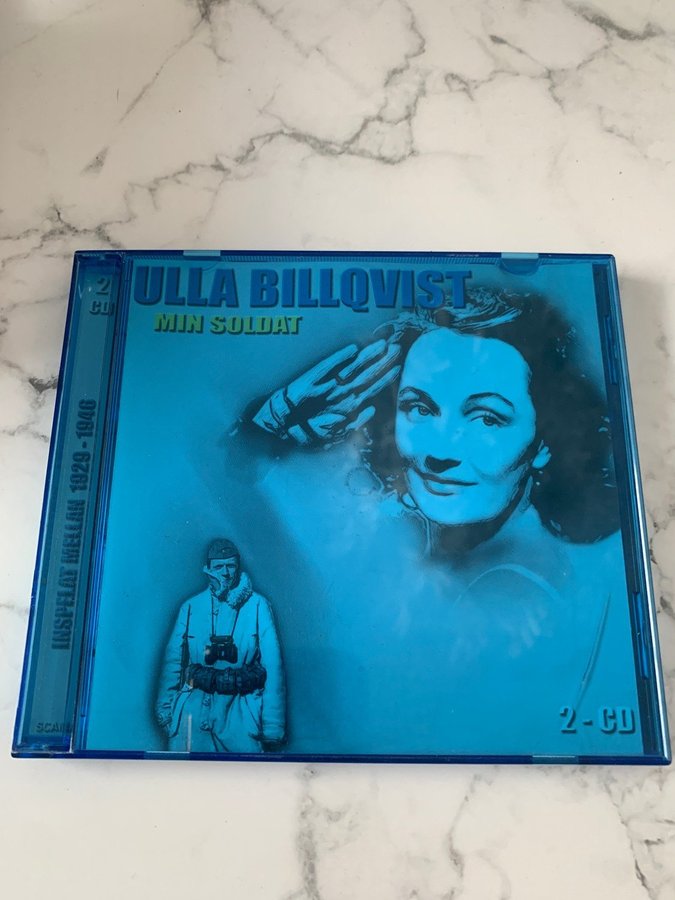 ULLA BILLQVIST
MIN SOLDAT
2
CD
INSPELAT MELLAN 1929 - 1946
2 - CD